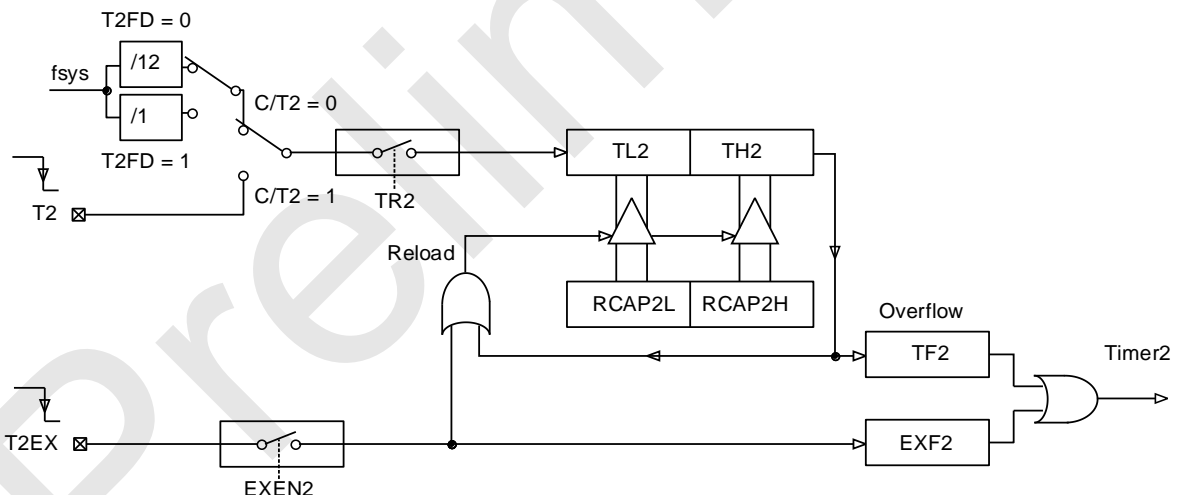 T2FD = 0
/12
fsys
C/T2 = 0
/1
T2FD = 1
TL2
TH2
C/T2 = 1
TR2
T2
Reload
RCAP2L
RCAP2H
Overflow
TF2
Timer2
T2EX
EXF2
EXEN2
Prelim